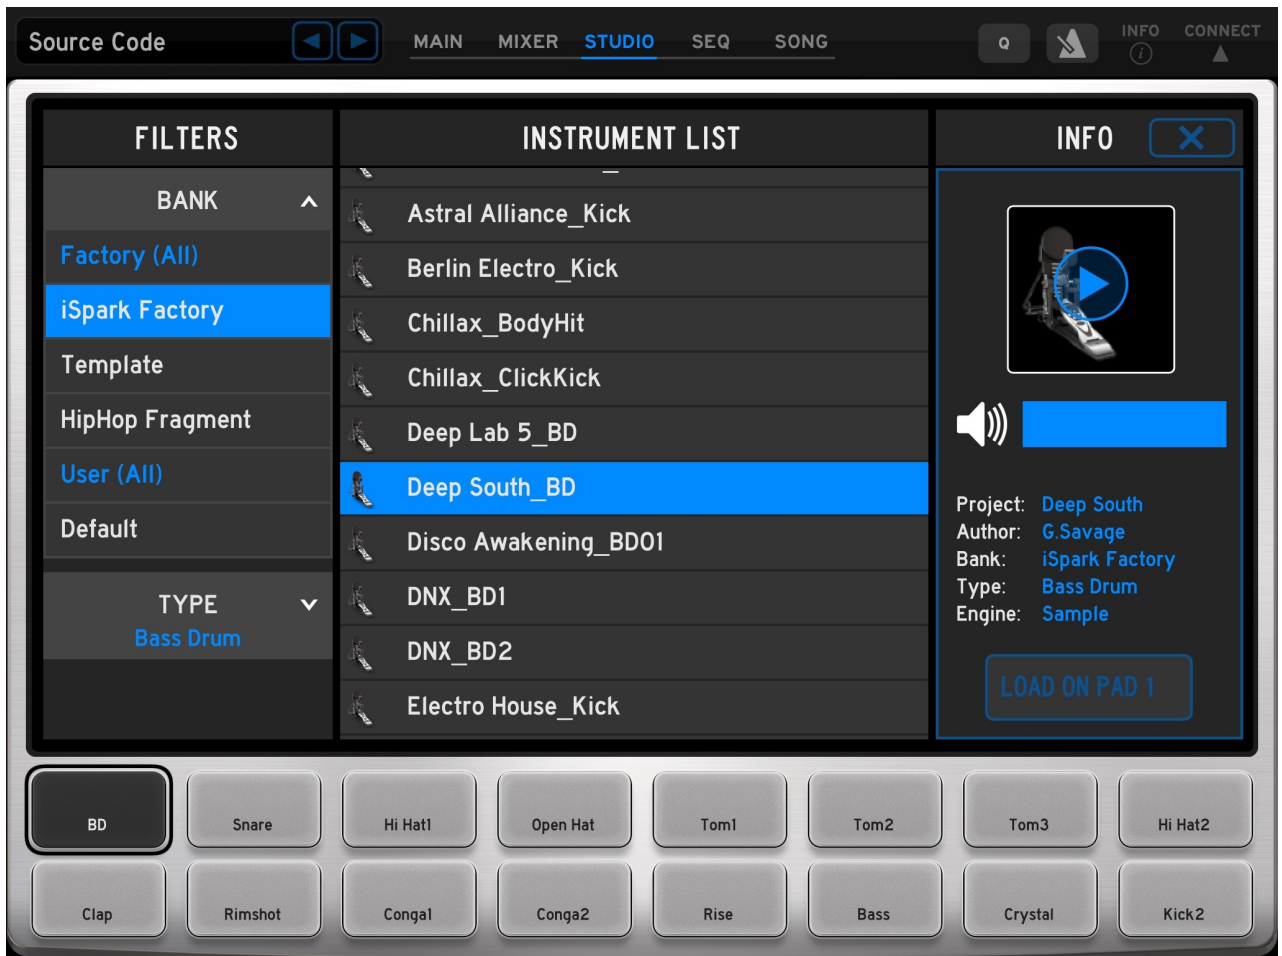 Source Code
MAIN MIXER STUDIO SEQ SONG
Q
INFO
CONNECT
FILTERS
BANK
Factory (All)
iSpark Factory
Template
HipHop Fragment
User (All)
Default
TYPE
Bass Drum
INSTRUMENT LIST
Astral Alliance_Kick
Berlin Electro_Kick
Chillax_BodyHit
Chillax_ClickKick
Deep Lab 5_BD
Deep South_BD
Disco Awakening_BD01
DNX_BD1
DNX_BD2
Electro House_Kick
INFO
Project: Deep South
Author: G.Savage
Bank: iSpark Factory
Type: Bass Drum
Engine: Sample
LOAD ON PAD 1
BD Snare Hi Hat1 Open Hat Tom1 Tom2 Tom3 Hi Hat2
Clap Rimshot Conga1 Conga2 Rise Bass Crystal Kick2